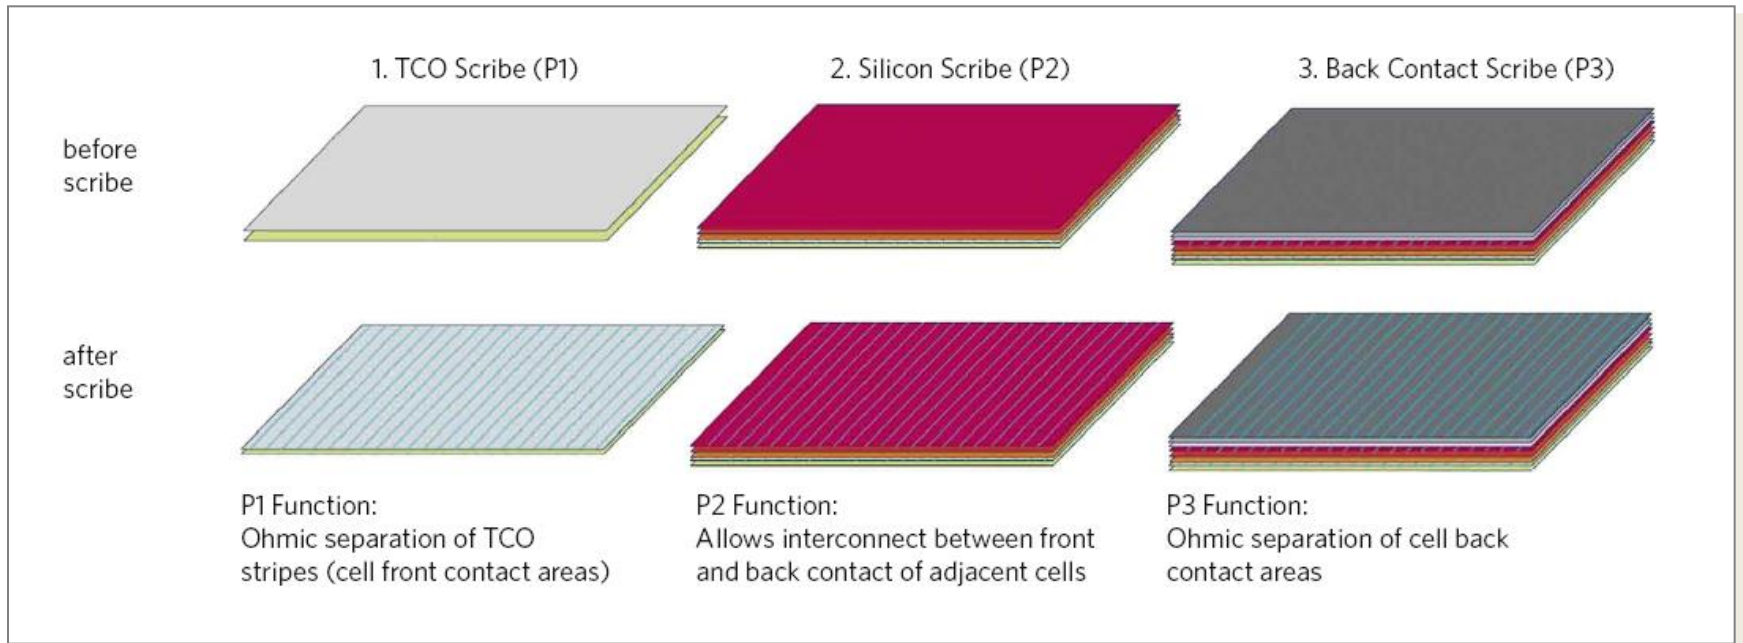 1. TCO Scribe (P1)
2. Silicon Scribe (P2)
3. Back Contact Scribe (P3)
before
scribe
after
scribe
P1 Function:
Ohmic separation of TCO
stripes (cell front contact areas)
P2 Function:
Allows interconnect between front
and back contact of adjacent cells
P3 Function:
Ohmic separation of cell back
contact areas